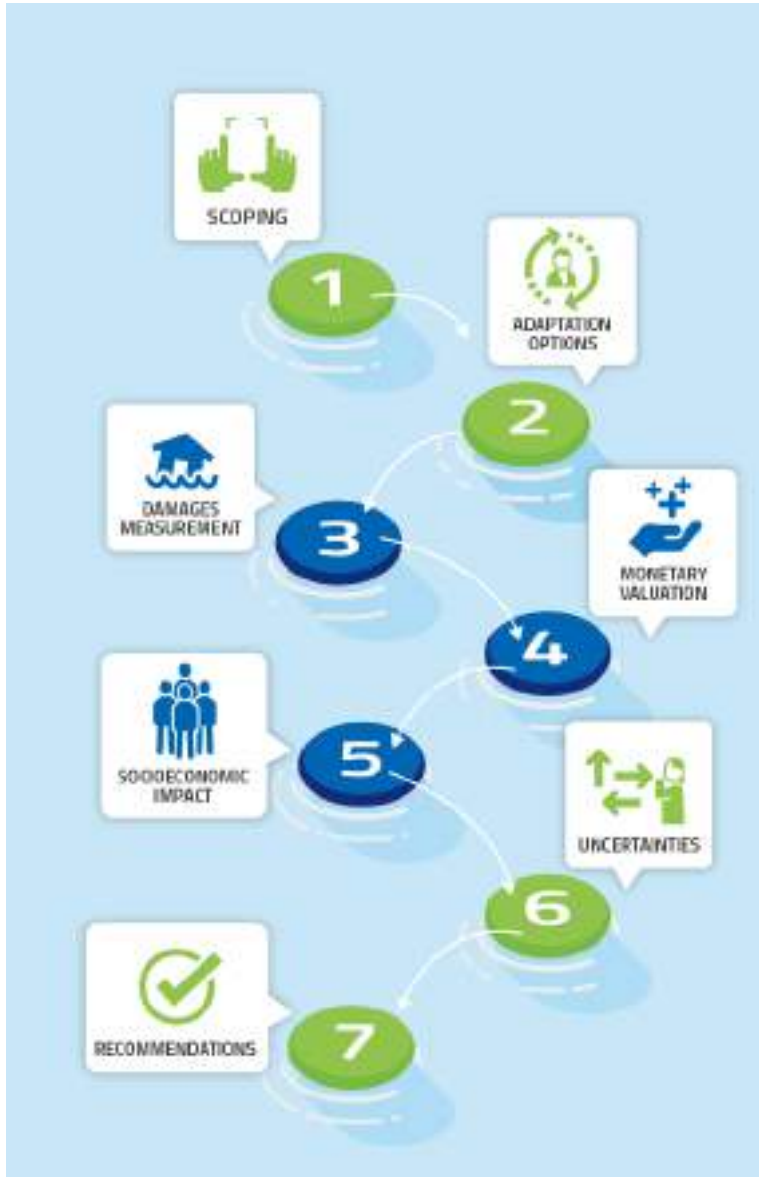 SCOPING
1
ADAPTATION
OPTIONS
2
DAMAGES
MEASUREMENT
3
MONETARY
VALUATION
4
SOCIOECONOMIC
IMPACT
5
UNCERTAINTIES
6
RECOMMENDATIONS
7